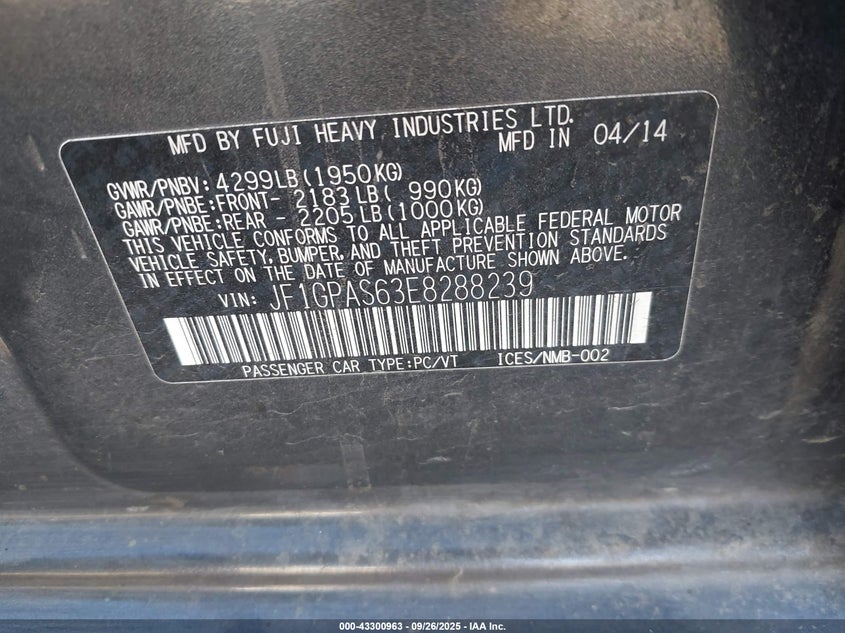 MFD BY FUJI HEAVY INDUSTRIES LTD.
MFD IN 04/14
GVWR/PNBV: 4299LB(1950KG)
GAWR/PNBE:FRONT- 2183LB( 990KG)
GAWR/PNBE:REAR - 2205LB(1000KG)
THIS VEHICLE CONFORMS TO ALL APPLICABLE FEDERAL MOTOR
VEHICLE SAFETY, BUMPER, AND THEFT PREVENTION STANDARDS
IN EFFECT ON THE DATE OF MANUFACTURE SHOWN ABOVE.
VIN: JF1GPAS63E8288239
PASSENGER CAR TYPE:PC/VT ICES/NMB-002
000-43300963 - 09/26/2025 - IAA Inc.